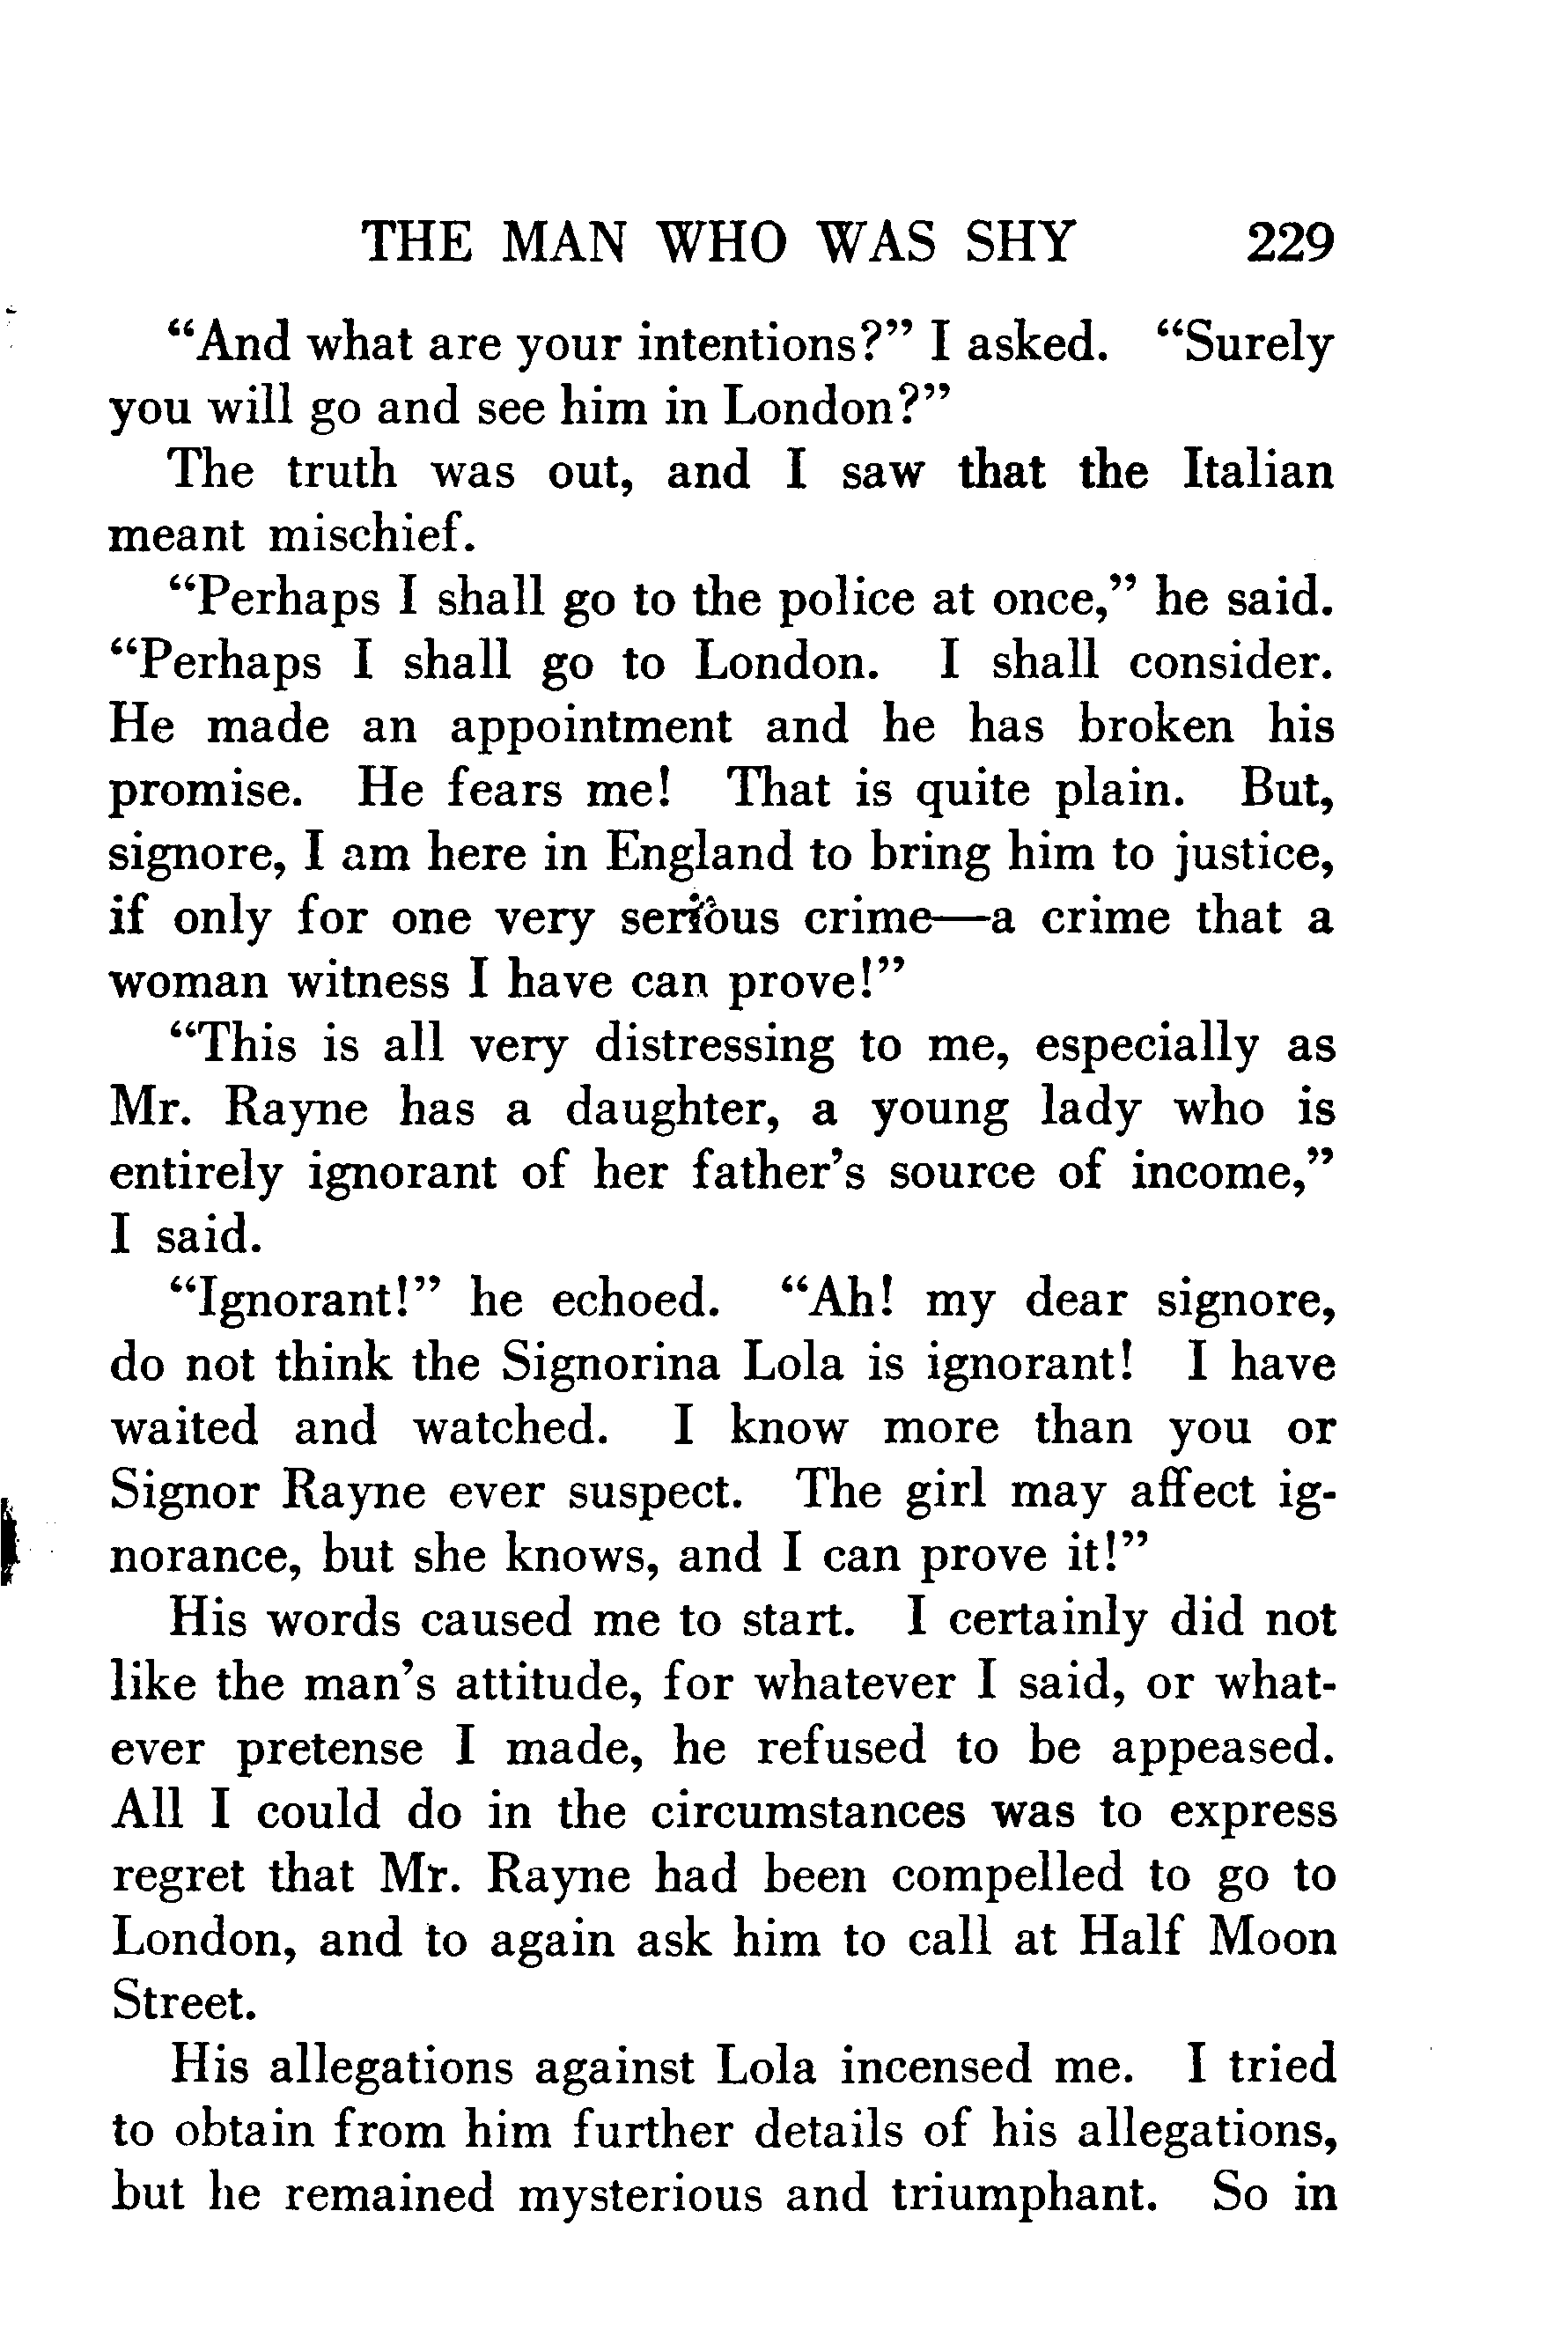 THE MAN WHO WAS SHY 229
“And what are your intentions?” I asked. “Surely
you will go and see him in London?”
The truth was out, and I saw that the Italian
meant mischief.
“Perhaps I shall go to the police at once,” he said.
“Perhaps I shall go to London. I shall consider.
He made an appointment and he has broken his
promise. He fears me! That is quite plain. But,
signore, I am here in England to bring him to justice,
if only for one very serious crime—a crime that a
woman witness I have can prove!”
“This is all very distressing to me, especially as
Mr. Rayne has a daughter, a young lady who is
entirely ignorant of her father’s source of income,”
I said.
“Ignorant!” he echoed. “Ah! my dear signore,
do not think the Signorina Lola is ignorant! I have
waited and watched. I know more than you or
Signor Rayne ever suspect. The girl may affect ig-
norance, but she knows, and I can prove it!”
His words caused me to start. I certainly did not
like the man’s attitude, for whatever I said, or what-
ever pretense I made, he refused to be appeased.
All I could do in the circumstances was to express
regret that Mr. Rayne had been compelled to go to
London, and to again ask him to call at Half Moon
Street.
His allegations against Lola incensed me. I tried
to obtain from him further details of his allegations,
but he remained mysterious and triumphant. So in